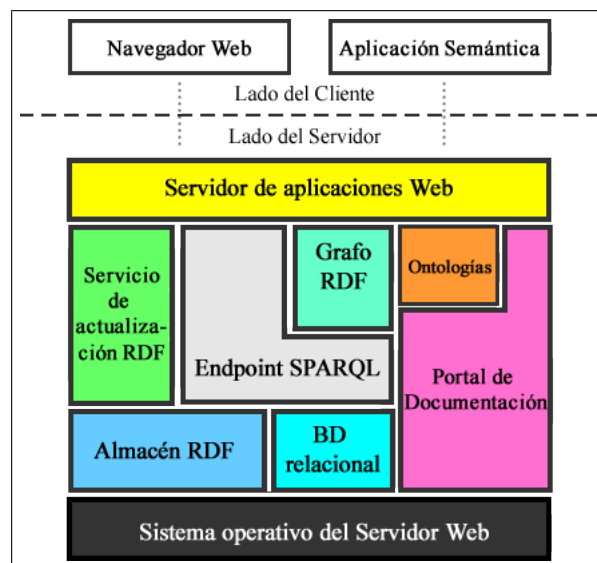 Navegador Web
Aplicación Semántica
Lado del Cliente
Lado del Servidor
Servidor de aplicaciones Web
Servicio
de
actualiza-
ción RDF
Grafo
RDF
Ontologías
Endpoint SPARQL
Portal de
Documentación
Almacén RDF
BD
relacional
Sistema operativo del Servidor Web